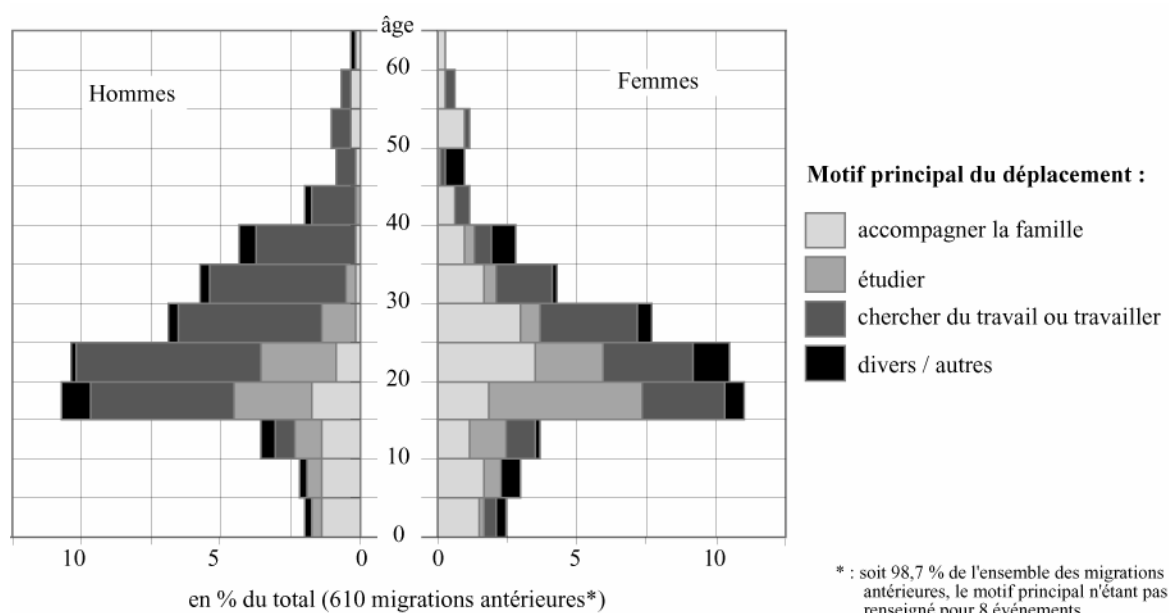 âge
60
Hommes
Femmes
50
40
30
20
10
0
10
5
0
0
5
10
en % du total (610 migrations antérieures*)
Motif principal du déplacement :
accompagner la famille
étudier
chercher du travail ou travailler
divers / autres
* : soit 98,7 % de l'ensemble des migrations
antérieures, le motif principal n'étant pas
renseigné pour 8 événements